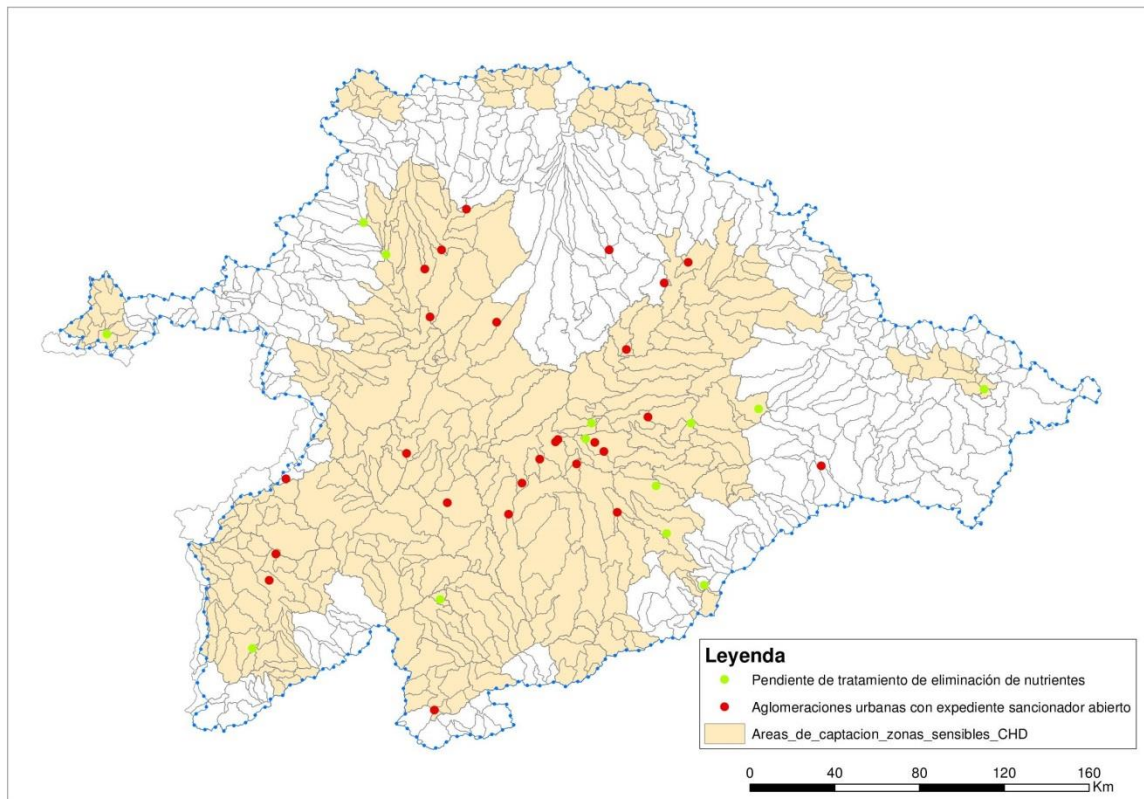 Leyenda
Pendiente de tratamiento de eliminación de nutrientes
Aglomeraciones urbanas con expediente sancionador abierto
Areas_de_captacion_zonas_sensibles_CHD
0 40 80 120 160
Km